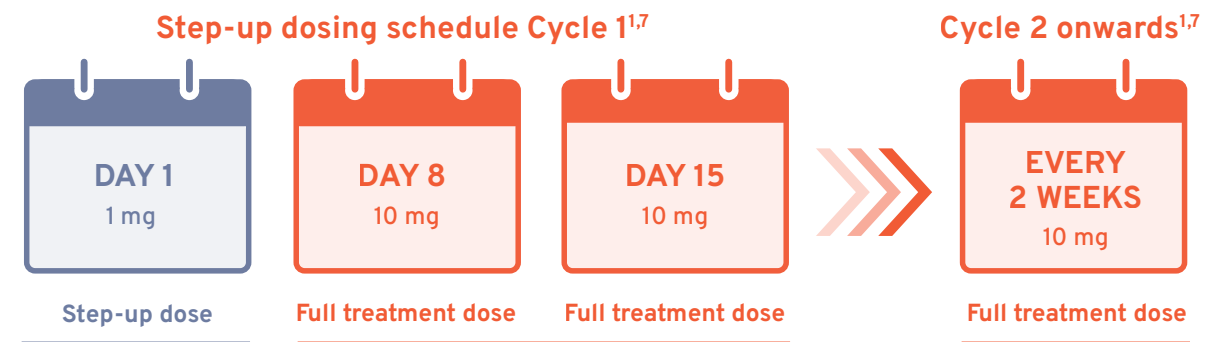 Step-up dosing schedule Cycle 1¹,⁷
Cycle 2 onwards¹,⁷
DAY 1
1 mg
DAY 8
10 mg
DAY 15
10 mg
EVERY
2 WEEKS
10 mg
Step-up dose
Full treatment dose
Full treatment dose
Full treatment dose